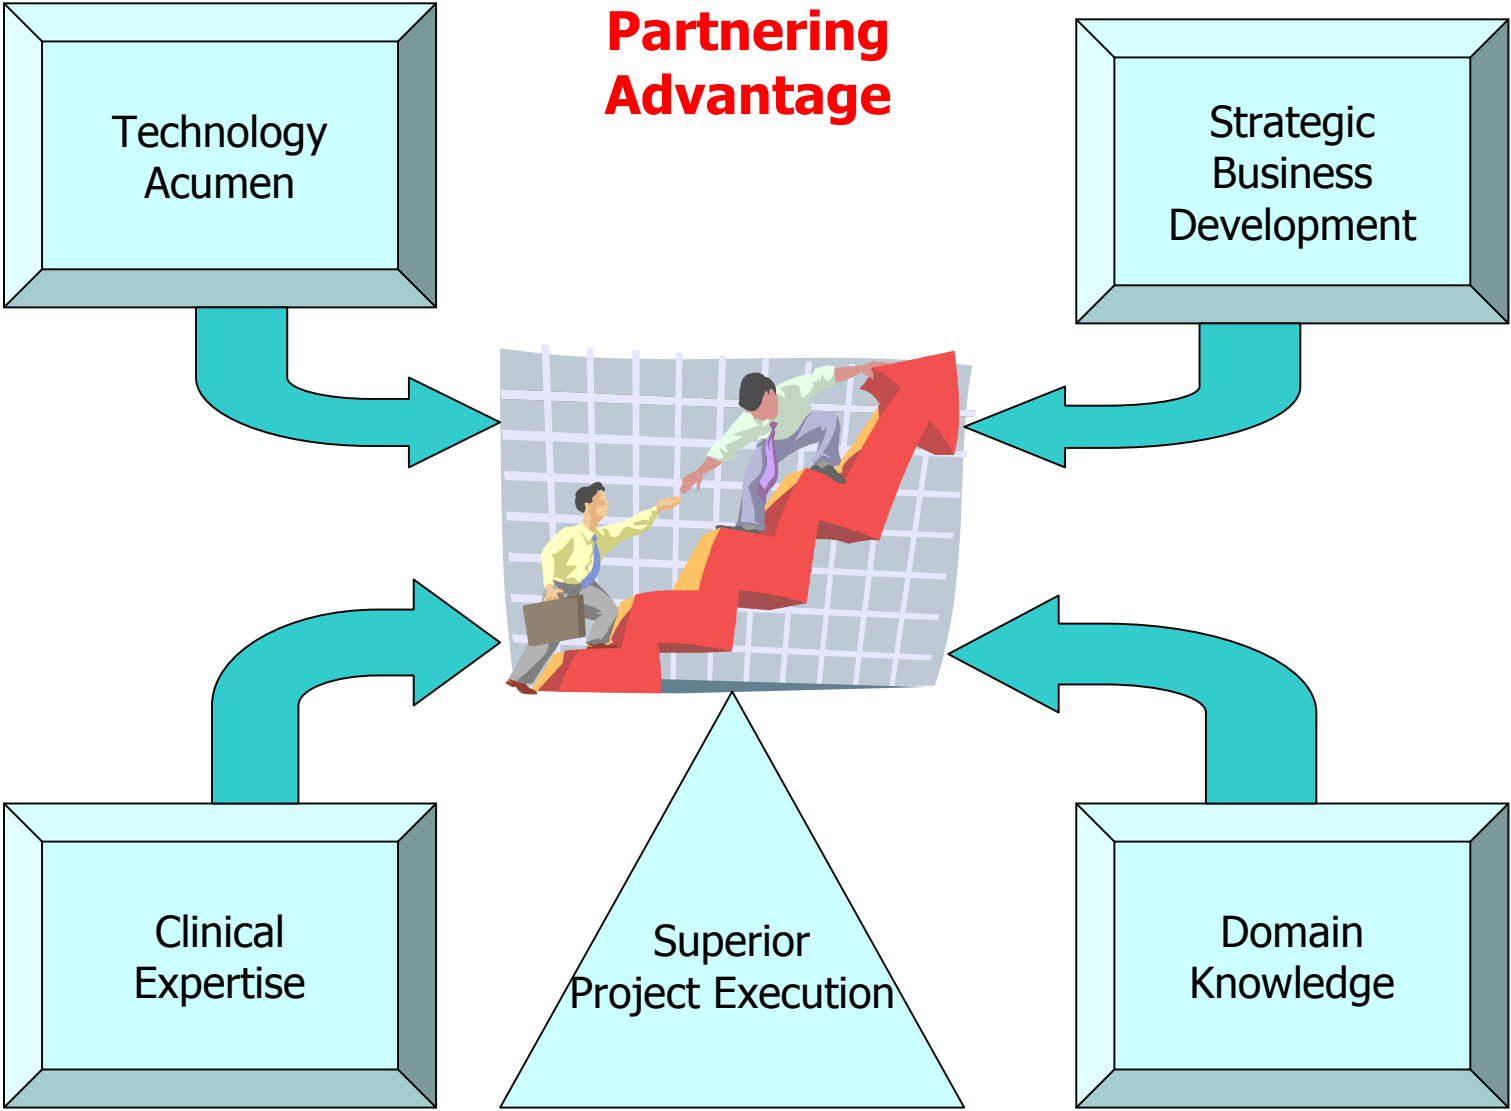 Partnering
Advantage
Technology
Acumen
Strategic
Business
Development
Clinical
Expertise
Superior
Project Execution
Domain
Knowledge